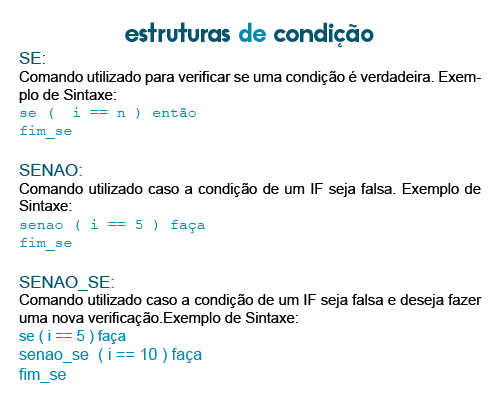 estruturas de condição
SE:
Comando utilizado para verificar se uma condição é verdadeira. Exem-
plo de Sintaxe:
se (  i == n ) então
fim_se
SENAO:
Comando utilizado caso a condição de um IF seja falsa. Exemplo de
Sintaxe:
senao ( i == 5 ) faça
fim_se
SENAO_SE:
Comando utilizado caso a condição de um IF seja falsa e deseja fazer
uma nova verificação.Exemplo de Sintaxe:
se ( i == 5 ) faça
senao_se  ( i == 10 ) faça
fim_se